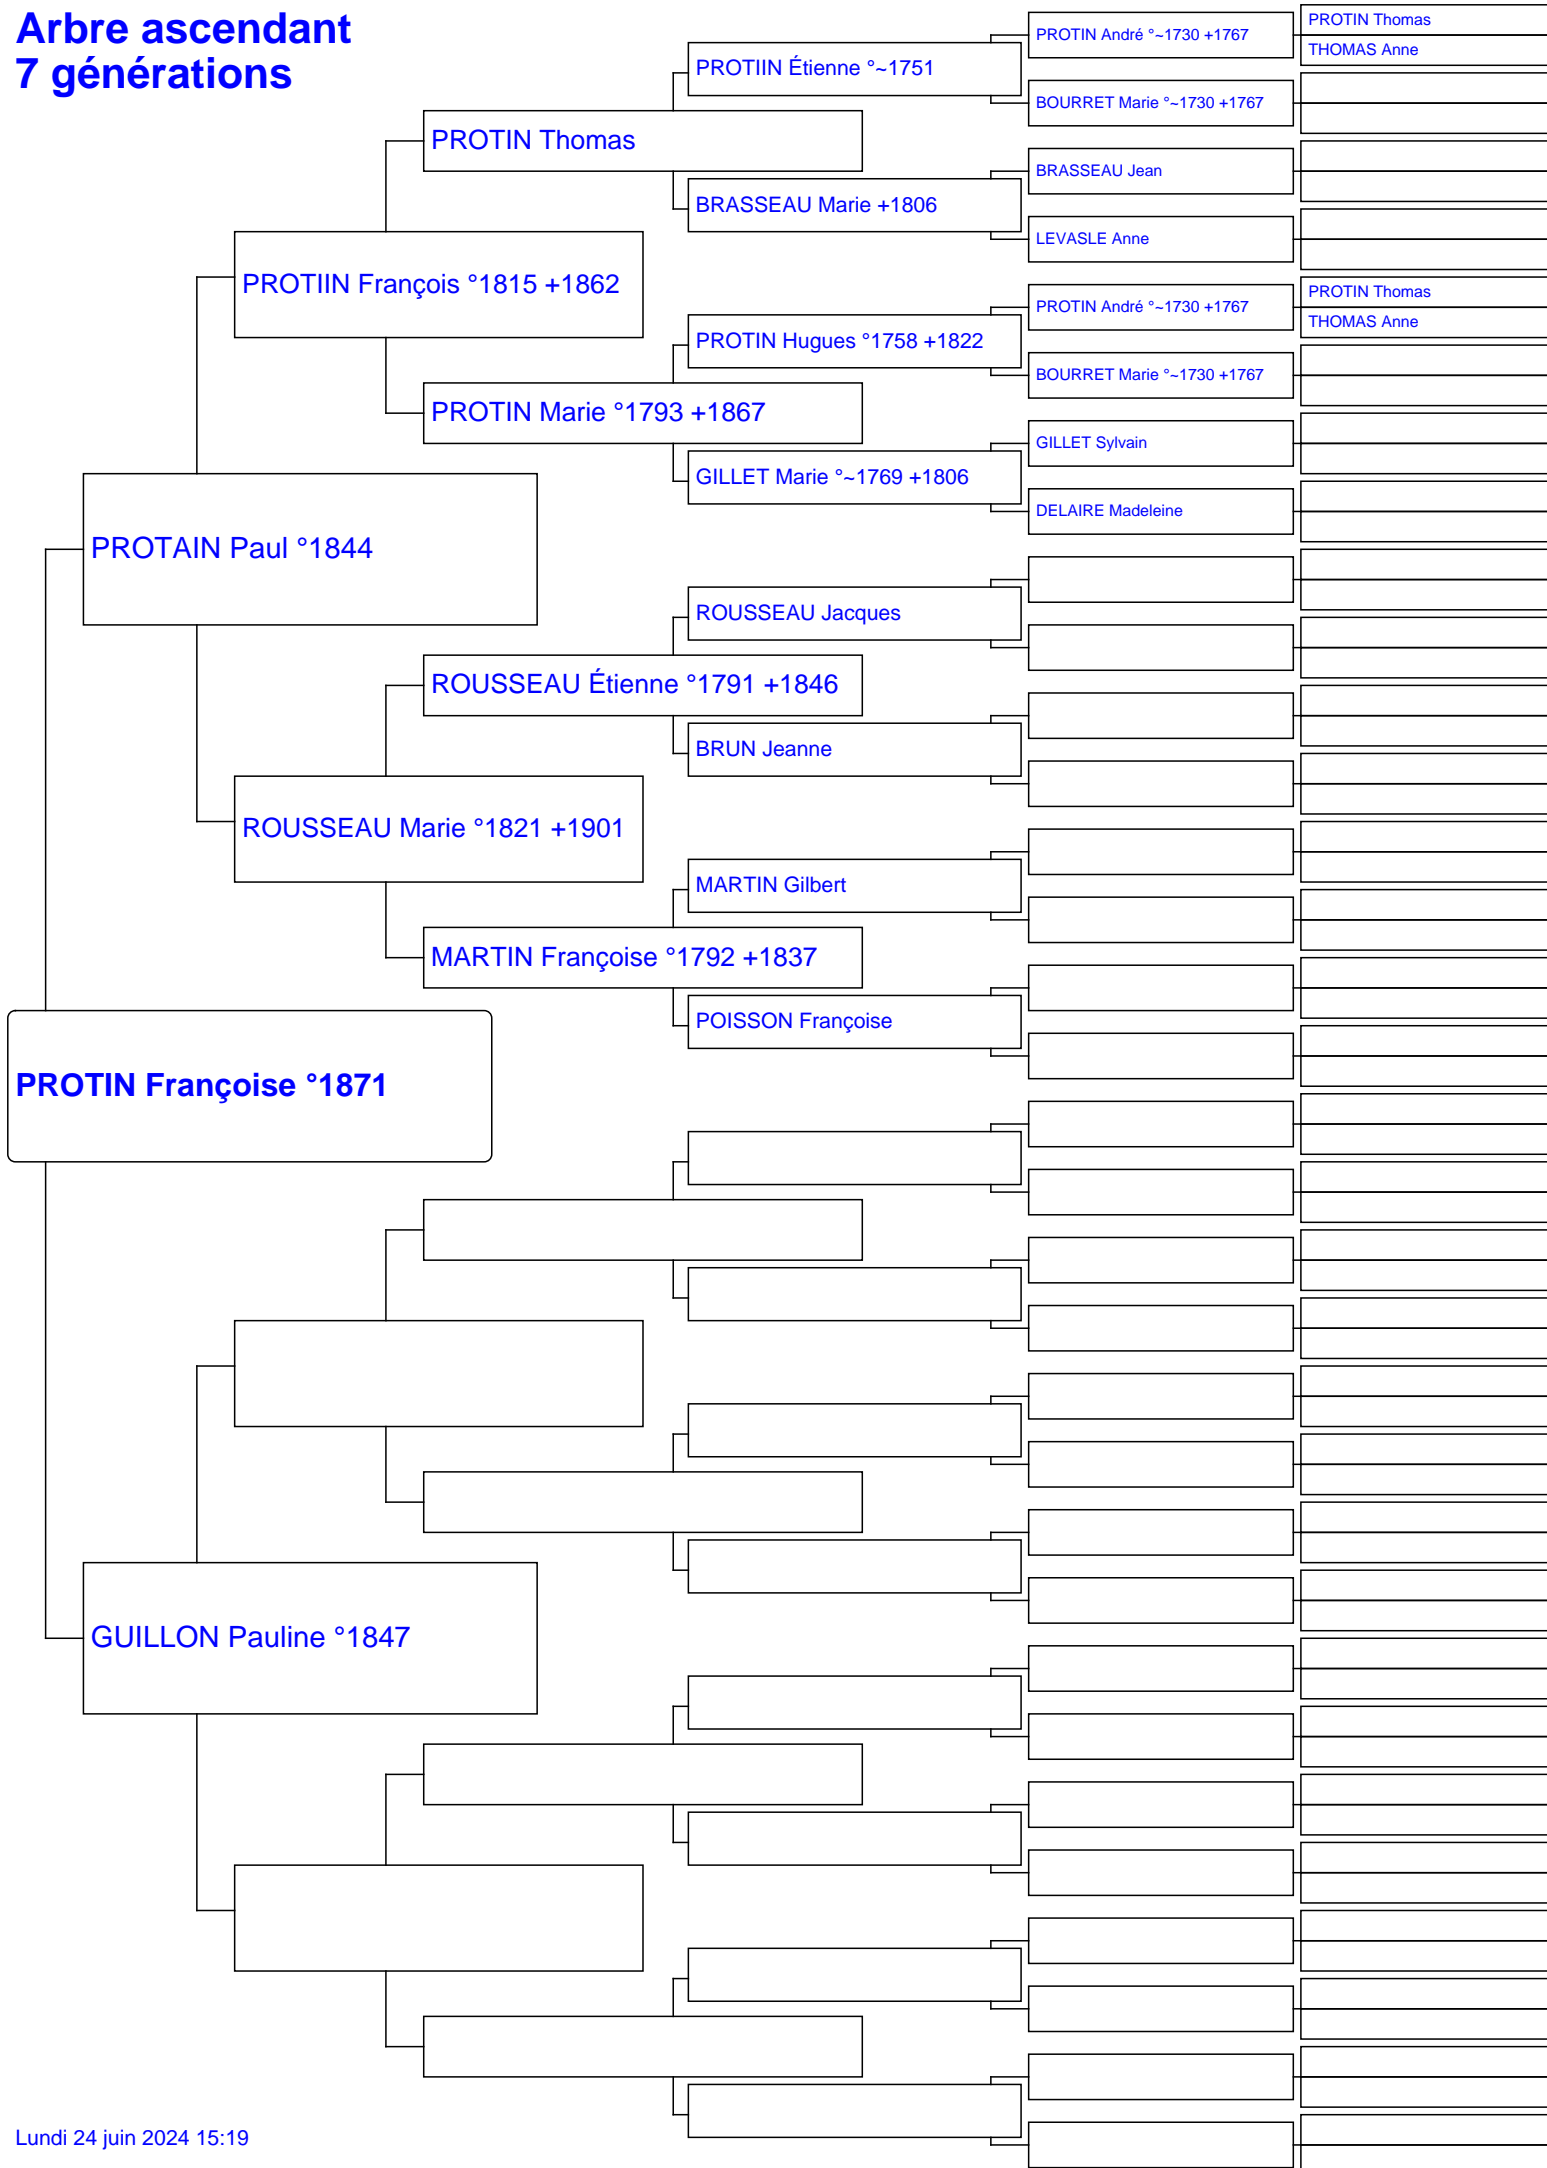 Arbre ascendant
7 générations
PROTIN Thomas
THOMAS Anne
PROTIN André °~1730 +1767
PROTIIN Étienne °~1751
BOURRET Marie °~1730 +1767
PROTIN Thomas
BRASSEAU Jean
BRASSEAU Marie +1806
LEVASLE Anne
PROTIIN François °1815 +1862
PROTIN Thomas
THOMAS Anne
PROTIN André °~1730 +1767
PROTIN Hugues °1758 +1822
BOURRET Marie °~1730 +1767
PROTIN Marie °1793 +1867
GILLET Sylvain
GILLET Marie °~1769 +1806
DELAIRE Madeleine
PROTAIN Paul °1844
ROUSSEAU Jacques
ROUSSEAU Étienne °1791 +1846
BRUN Jeanne
ROUSSEAU Marie °1821 +1901
MARTIN Gilbert
MARTIN Françoise °1792 +1837
POISSON Françoise
PROTIN Françoise °1871
GUILLON Pauline °1847
Lundi 24 juin 2024 15:19